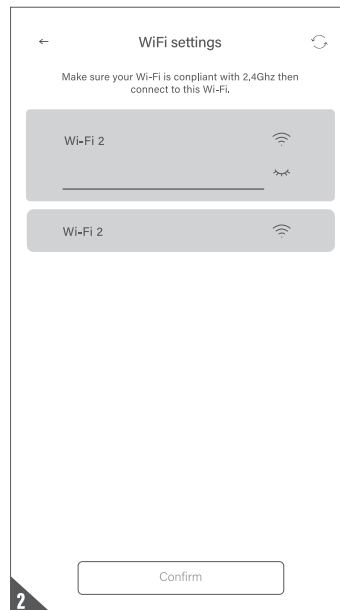 WiFi settings
Make sure your Wi-Fi is conpliant with 2,4Ghz then
connect to this Wi-Fi.
Wi-Fi 2
Wi-Fi 2
Confirm
2